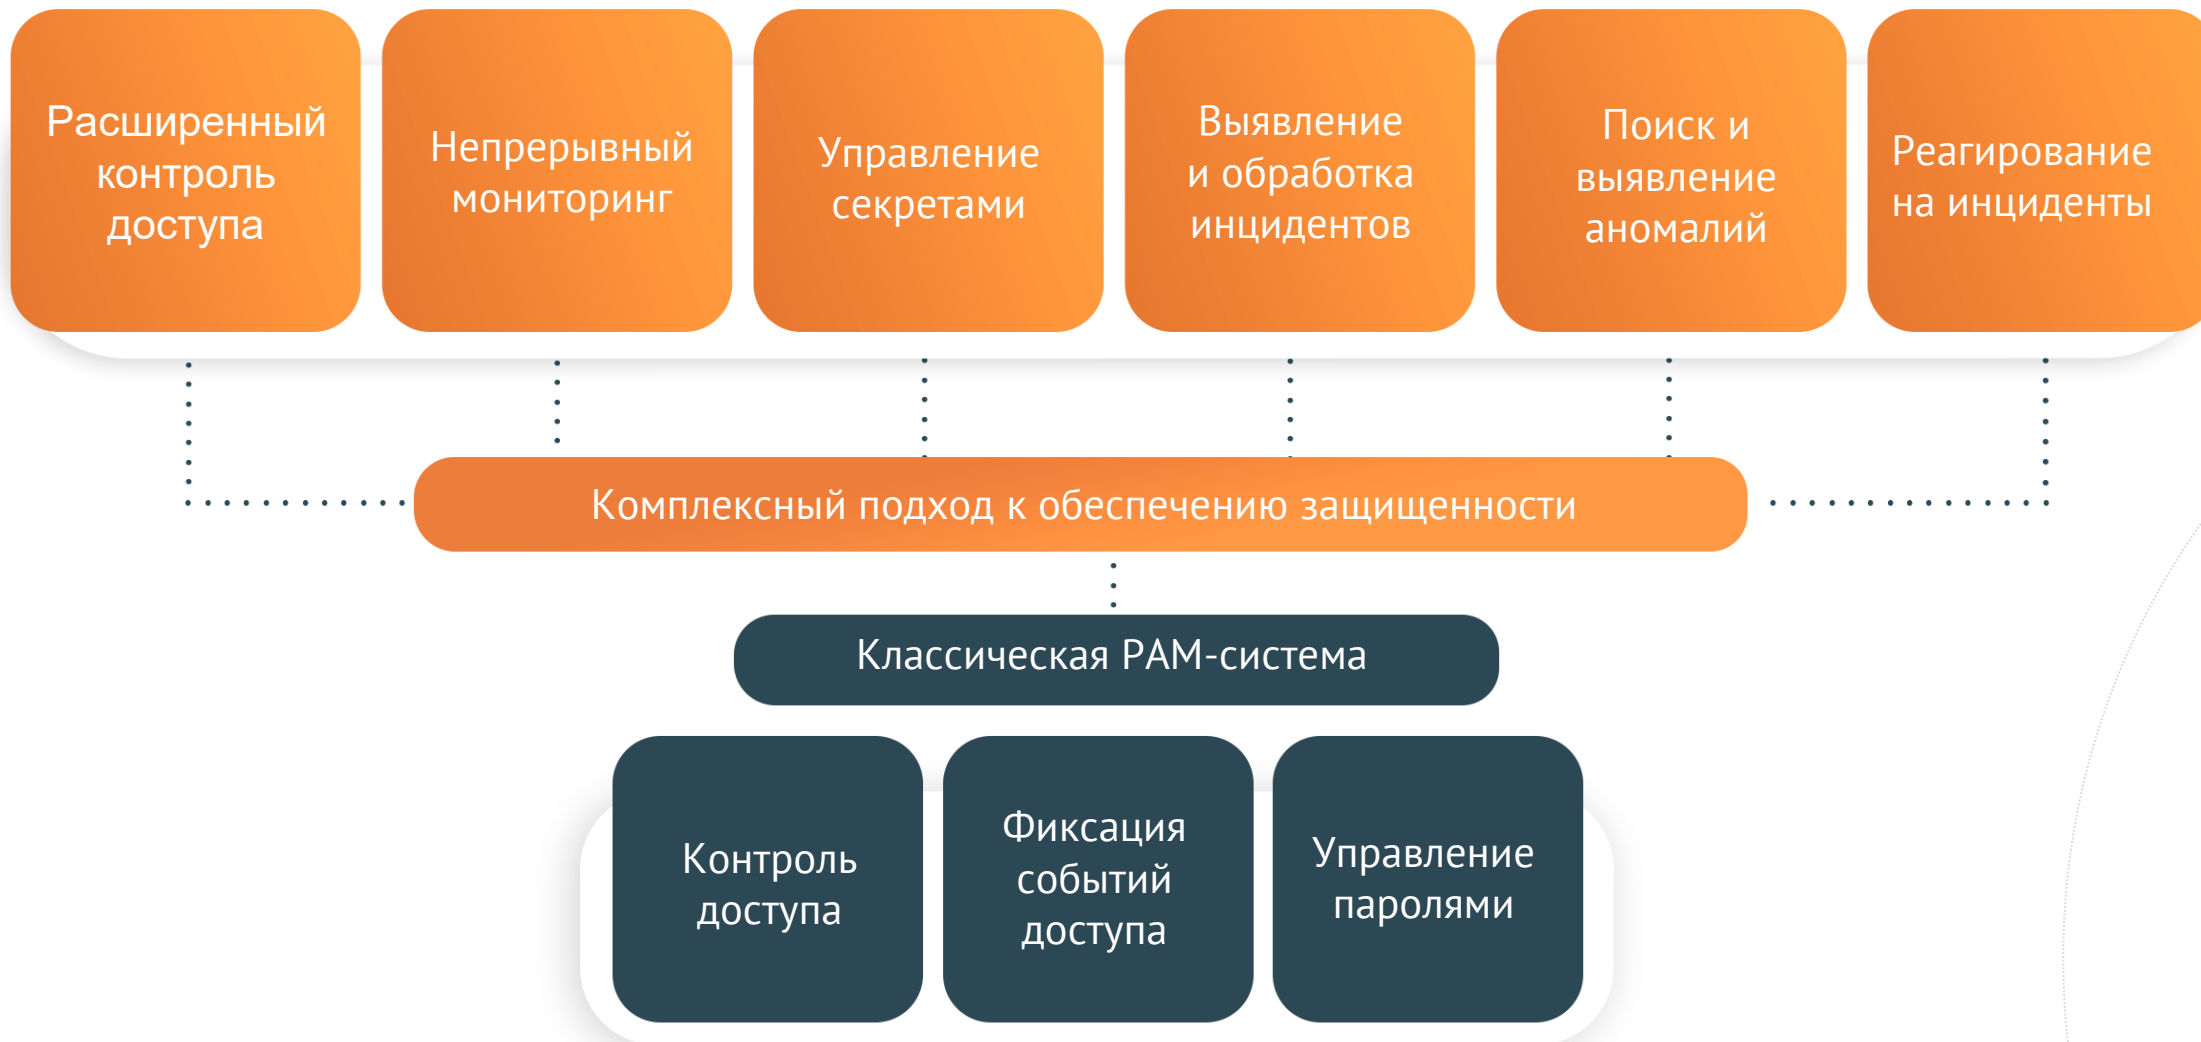 Расширенный
контроль
доступа
Непрерывный
мониторинг
Управление
секретами
Выявление
и обработка
инцидентов
Поиск и
выявление
аномалий
Реагирование
на инциденты
Комплексный подход к обеспечению защищенности
Классическая PAM-система
Контроль
доступа
Фиксация
событий
доступа
Управление
паролями